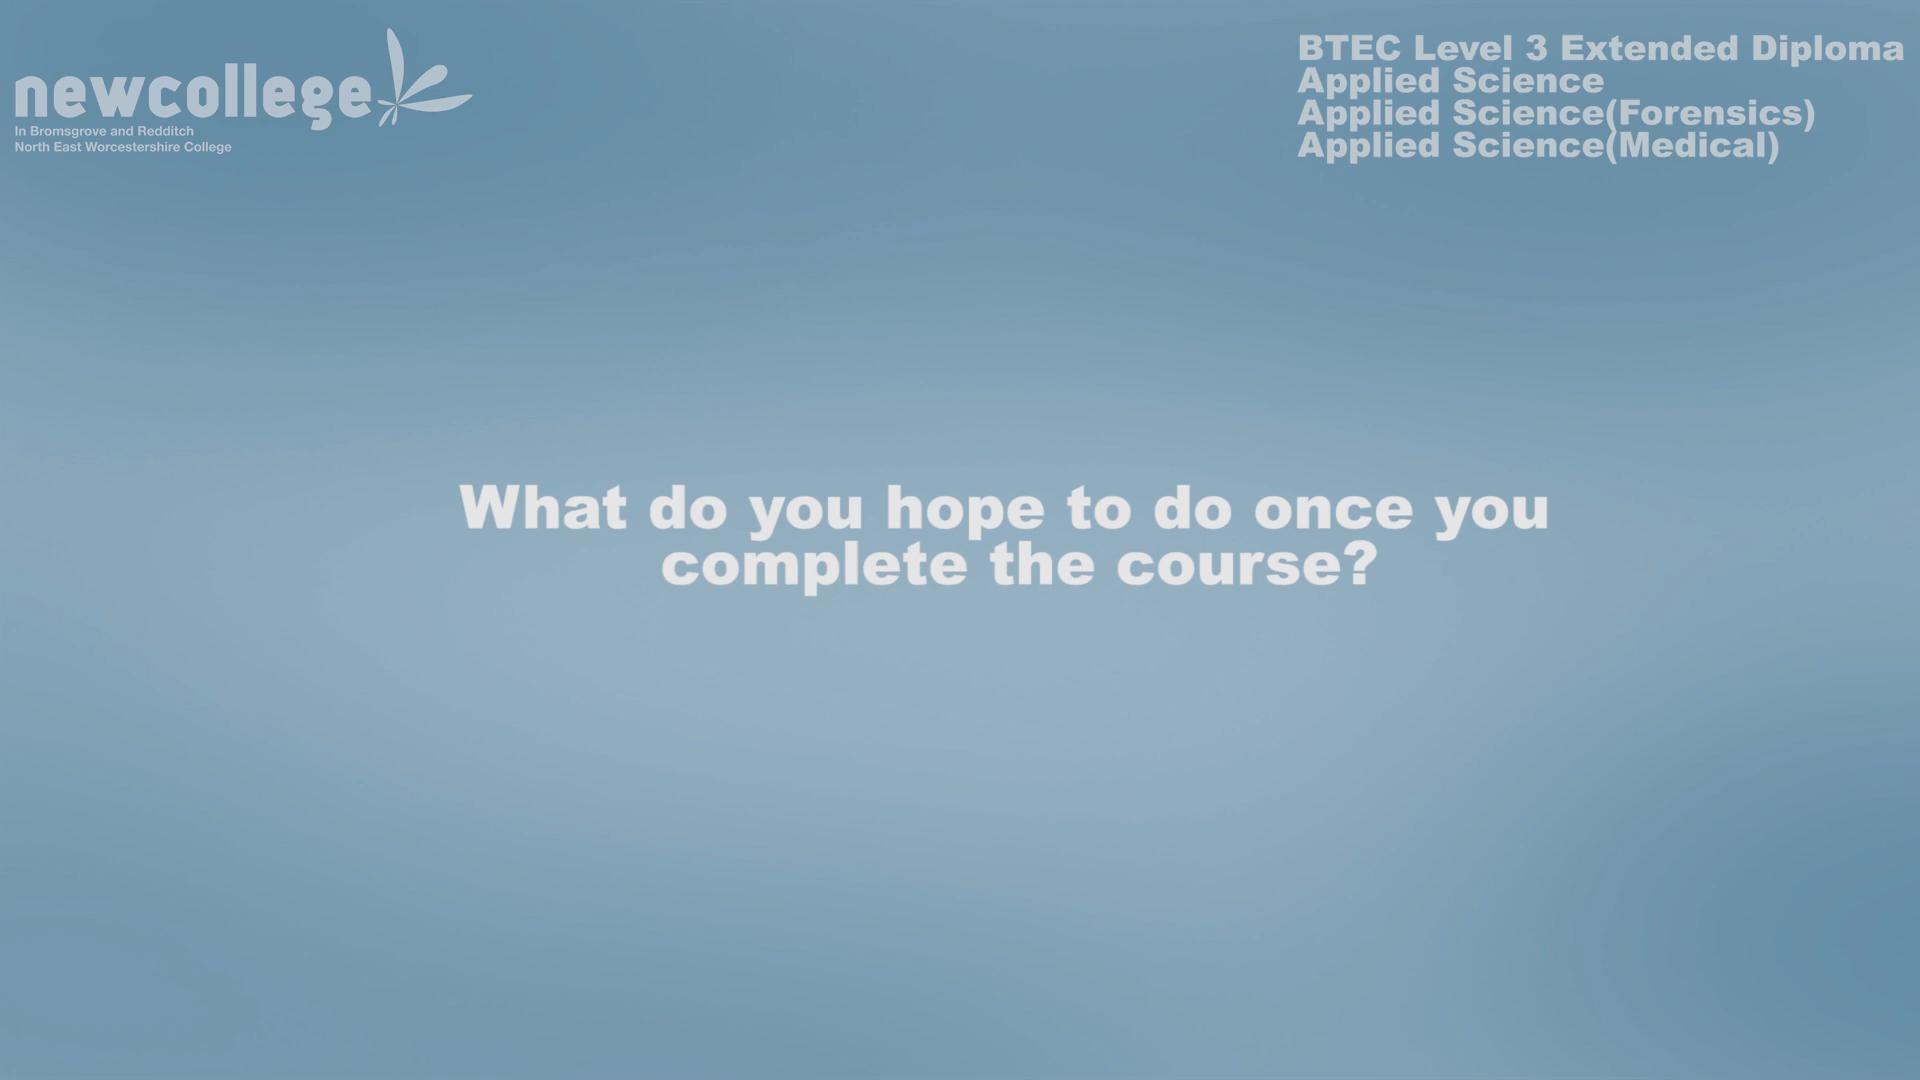 newcollege
In Bromsgrove and Redditch
North East Worcestershire College
BTEC Level 3 Extended Diploma
Applied Science
Applied Science(Forensics)
Applied Science(Medical)
What do you hope to do once you
complete the course?